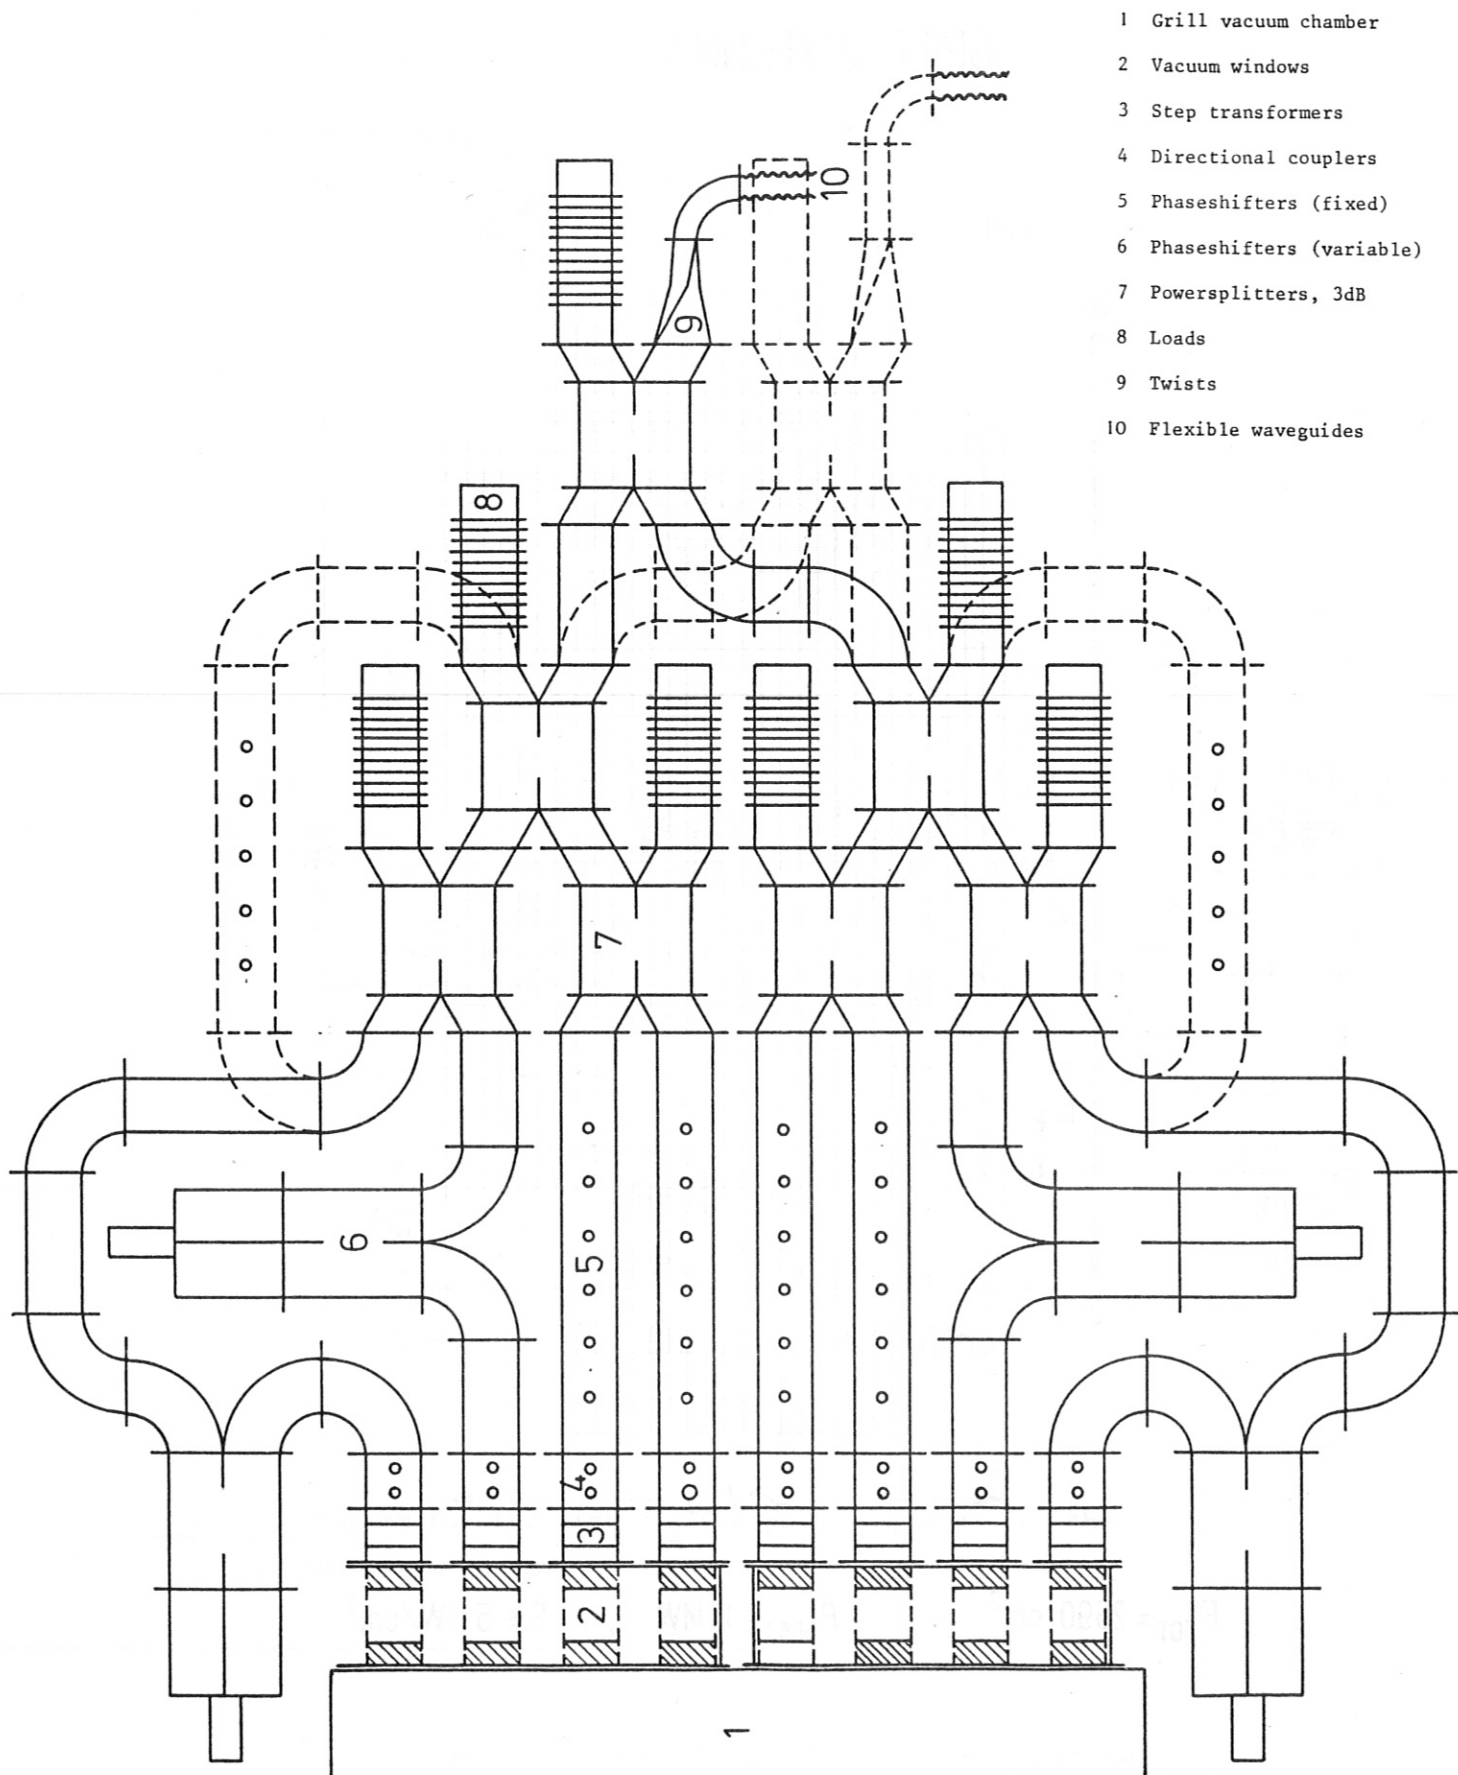 1 Grill vacuum chamber
2 Vacuum windows
3 Step transformers
4 Directional couplers
5 Phaseshifters (fixed)
6 Phaseshifters (variable)
7 Powersplitters, 3dB
8 Loads
9 Twists
10 Flexible waveguides
10
9
8
7
6
5
4
3
2
1